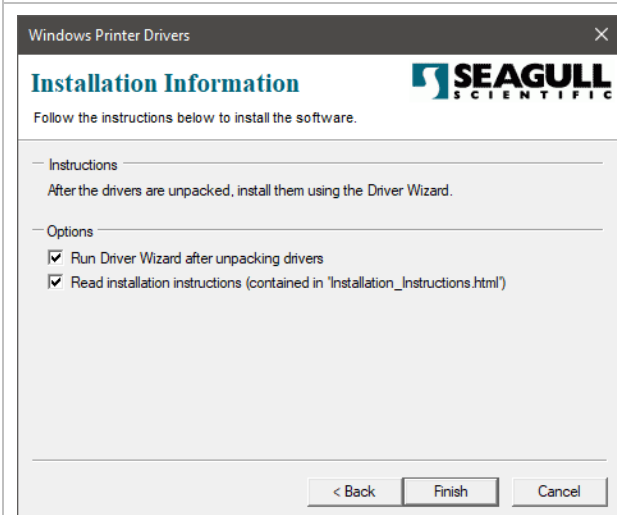 Windows Printer Drivers
Installation Information
SEAGULL
SCIENTIFIC
Follow the instructions below to install the software.
Instructions
After the drivers are unpacked, install them using the Driver Wizard.
Options
Run Driver Wizard after unpacking drivers
Read installation instructions (contained in 'Installation_Instructions.html')
< Back Finish Cancel